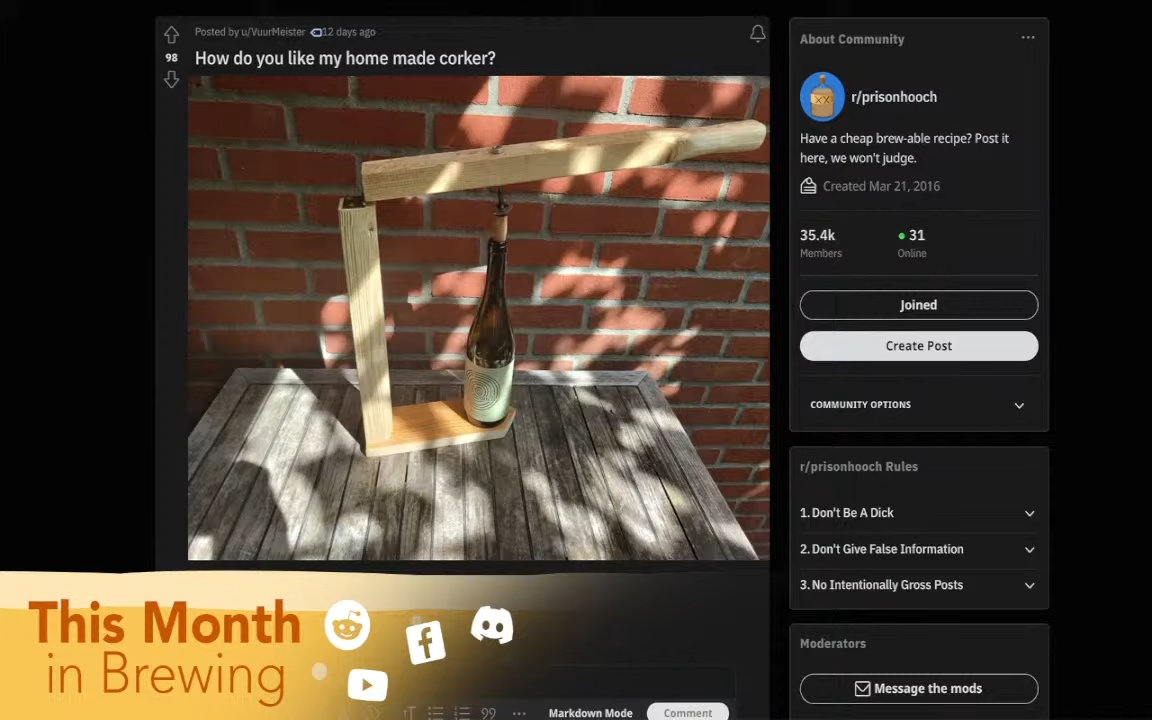 Posted by u/VuurMeister 12 days ago
98
How do you like my home made corker?
About Community
r/prisonhooch
Have a cheap brew-able recipe? Post it
here, we won't judge.
Created Mar 21, 2016
35.4k
31
Members
Online
Joined
Create Post
COMMUNITY OPTIONS
r/prisonhooch Rules
1. Don't Be A Dick
2. Don't Give False Information
3. No Intentionally Gross Posts
Moderators
Message the mods
This Month
in Brewing
Markdown Mode
Comment